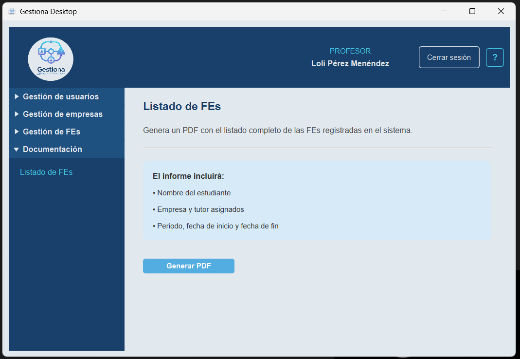 Gestiona Desktop
Gestiona
PROFESOR
Loli Pérez Menéndez
Cerrar sesión
?
Gestión de usuarios
Gestión de empresas
Gestión de FEs
Documentación
Listado de FEs
Listado de FEs
Genera un PDF con el listado completo de las FEs registradas en el sistema.
El informe incluirá:
• Nombre del estudiante
• Empresa y tutor asignados
• Periodo, fecha de inicio y fecha de fin
Generar PDF